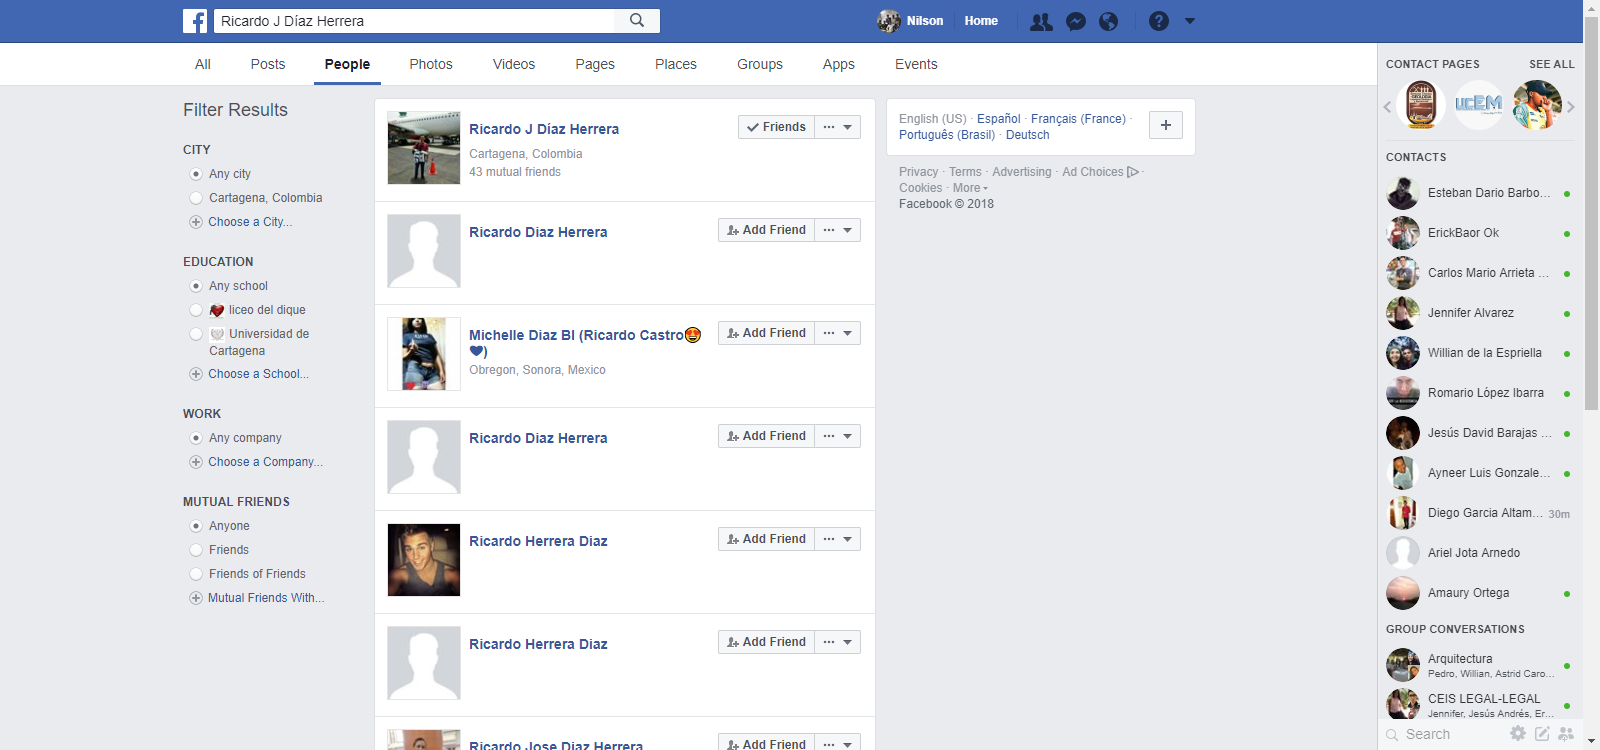 Ricardo J Díaz Herrera
Nilson
Home
All
Posts
People
Photos
Videos
Pages
Places
Groups
Apps
Events
Filter Results
CITY
Any city
Cartagena, Colombia
Choose a City...
EDUCATION
Any school
liceo del dique
Universidad de
Cartagena
Choose a School...
WORK
Any company
Choose a Company...
MUTUAL FRIENDS
Anyone
Friends
Friends of Friends
Mutual Friends With...
Ricardo J Díaz Herrera
Friends
Cartagena, Colombia
43 mutual friends
Ricardo Diaz Herrera
Add Friend
Michelle Diaz Bl (Ricardo Castro😍
💙)
Add Friend
Obregon, Sonora, Mexico
Ricardo Diaz Herrera
Add Friend
Ricardo Herrera Diaz
Add Friend
Ricardo Herrera Diaz
Add Friend
Ricardo Jose Diaz Herrera
Add Friend
English (US) · Español · Français (France) ·
Português (Brasil) · Deutsch
Privacy · Terms · Advertising · Ad Choices ·
Cookies · More
Facebook © 2018
CONTACT PAGES
SEE ALL
UCEM
CONTACTS
Esteban Dario Barbo...
ErickBaor Ok
Carlos Mario Arrieta ...
Jennifer Alvarez
Willian de la Espriella
Romario López Ibarra
Jesús David Barajas ...
Ayneer Luis Gonzale...
Diego Garcia Altam... 30m
Ariel Jota Arnedo
Amaury Ortega
GROUP CONVERSATIONS
Arquitectura
Pedro, Willian, Astrid Caro...
CEIS LEGAL-LEGAL
Jennifer, Jesús Andrés, Er...
Search